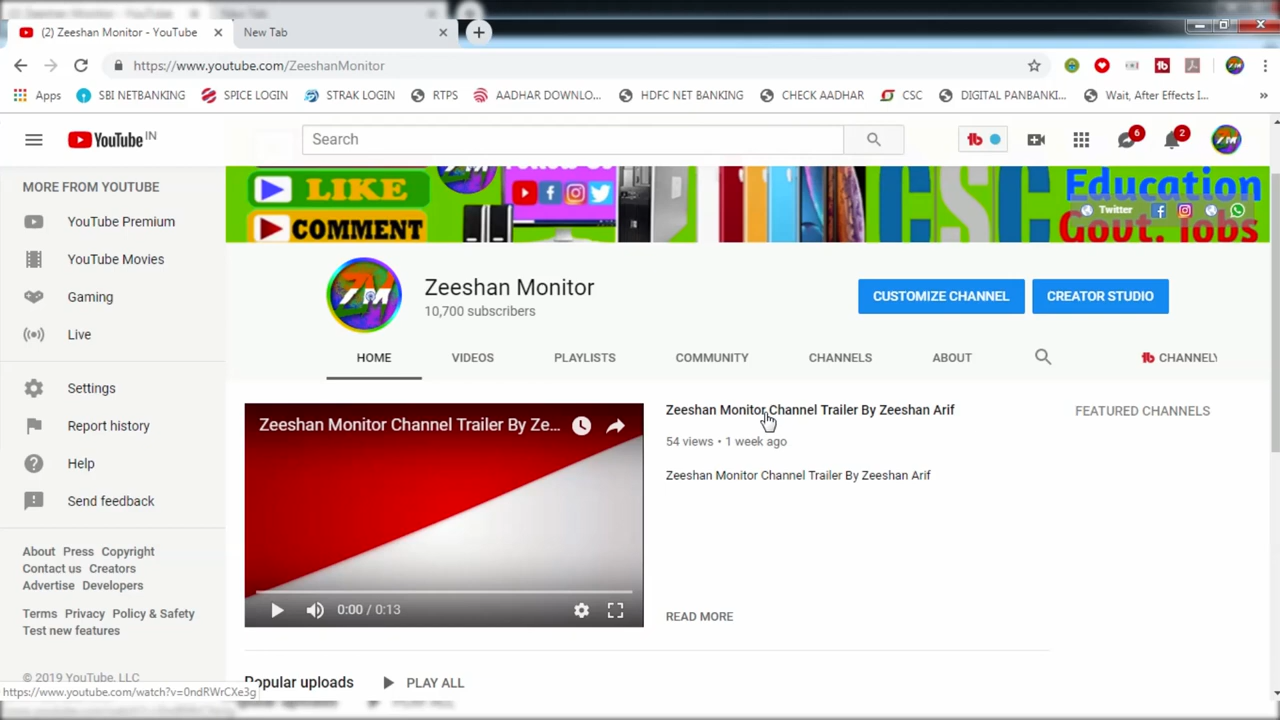 (2) Zeeshan Monitor - YouTube
New Tab
https://www.youtube.com/ZeeshanMonitor
Apps
SBI NETBANKING
SPICE LOGIN
STRAK LOGIN
RTPS
AADHAR DOWNLO...
HDFC NET BANKING
CHECK AADHAR
CSC
DIGITAL PANBANKI...
Wait, After Effects I...
»
YouTube IN
Search
6
2
MORE FROM YOUTUBE
YouTube Premium
YouTube Movies
Gaming
Live
Settings
Report history
Help
Send feedback
About Press Copyright
Contact us Creators
Advertise Developers
Terms Privacy Policy & Safety
Test new features
© 2019 YouTube, LLC
https://www.youtube.com/watch?v=0ndRWrCXe3g
LIKE
COMMENT
CSC
Education
Twitter
Govt. Jobs
ZM
Zeeshan Monitor
10,700 subscribers
CUSTOMIZE CHANNEL
CREATOR STUDIO
HOME
VIDEOS
PLAYLISTS
COMMUNITY
CHANNELS
ABOUT
CHANNELY
Zeeshan Monitor Channel Trailer By Ze...
0:00 / 0:13
Zeeshan Monitor Channel Trailer By Zeeshan Arif
54 views • 1 week ago
Zeeshan Monitor Channel Trailer By Zeeshan Arif
READ MORE
FEATURED CHANNELS
Popular uploads
PLAY ALL